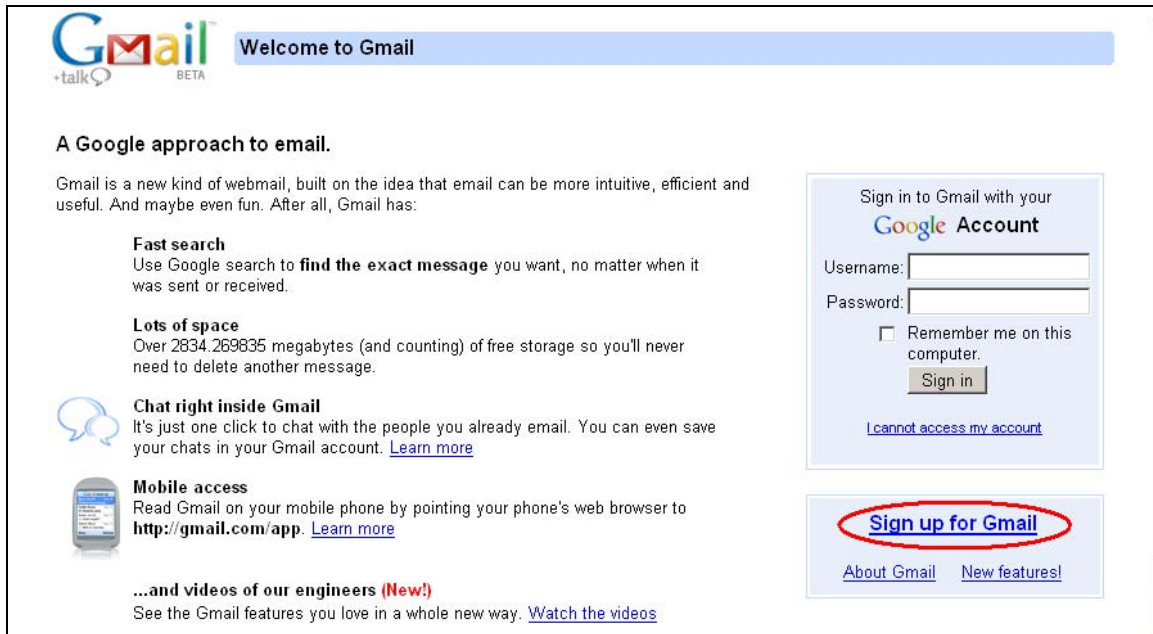 Gmail
+talk BETA
Welcome to Gmail
A Google approach to email.
Gmail is a new kind of webmail, built on the idea that email can be more intuitive, efficient and
useful. And maybe even fun. After all, Gmail has:
Fast search
Use Google search to find the exact message you want, no matter when it
was sent or received.
Lots of space
Over 2834.269835 megabytes (and counting) of free storage so you'll never
need to delete another message.
Chat right inside Gmail
It's just one click to chat with the people you already email. You can even save
your chats in your Gmail account. Learn more
Mobile access
Read Gmail on your mobile phone by pointing your phone's web browser to
http://gmail.com/app. Learn more
...and videos of our engineers (New!)
See the Gmail features you love in a whole new way. Watch the videos
Sign in to Gmail with your
Google Account
Username:
Password:
Remember me on this
computer.
Sign in
I cannot access my account
Sign up for Gmail
About Gmail New features!